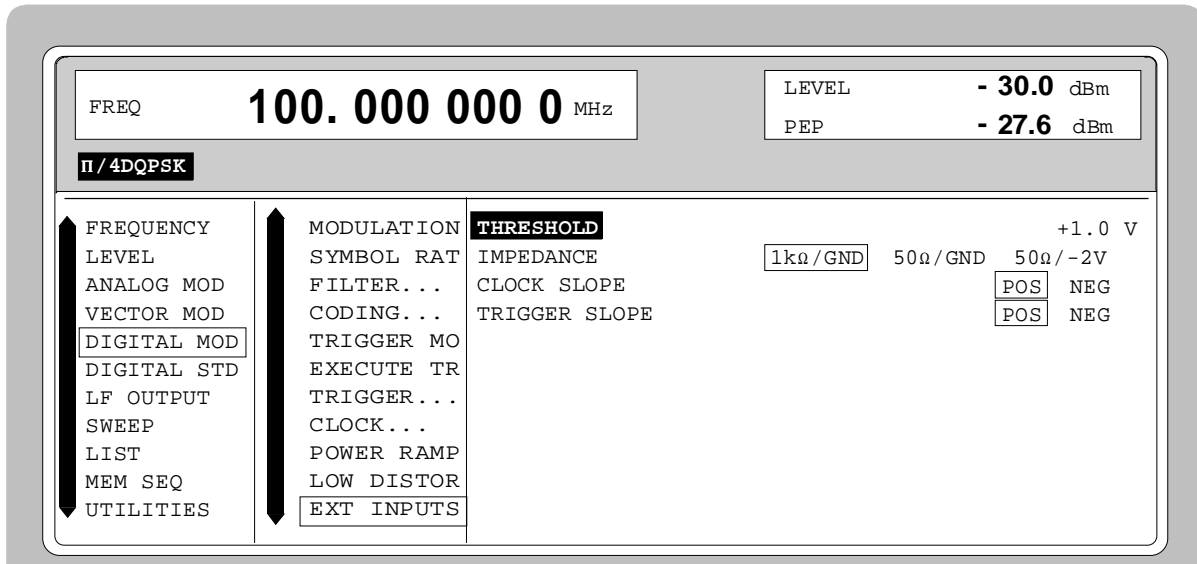 FREQ 100. 000 000 0 MHz
LEVEL - 30.0 dBm
PEP - 27.6 dBm
Π/4DQPSK
FREQUENCY
LEVEL
ANALOG MOD
VECTOR MOD
DIGITAL MOD
DIGITAL STD
LF OUTPUT
SWEEP
LIST
MEM SEQ
UTILITIES
MODULATION
SYMBOL RAT
FILTER...
CODING...
TRIGGER MO
EXECUTE TR
TRIGGER...
CLOCK...
POWER RAMP
LOW DISTOR
EXT INPUTS
THRESHOLD +1.0 V
IMPEDANCE 1kΩ/GND 50Ω/GND 50Ω/-2V
CLOCK SLOPE POS NEG
TRIGGER SLOPE POS NEG